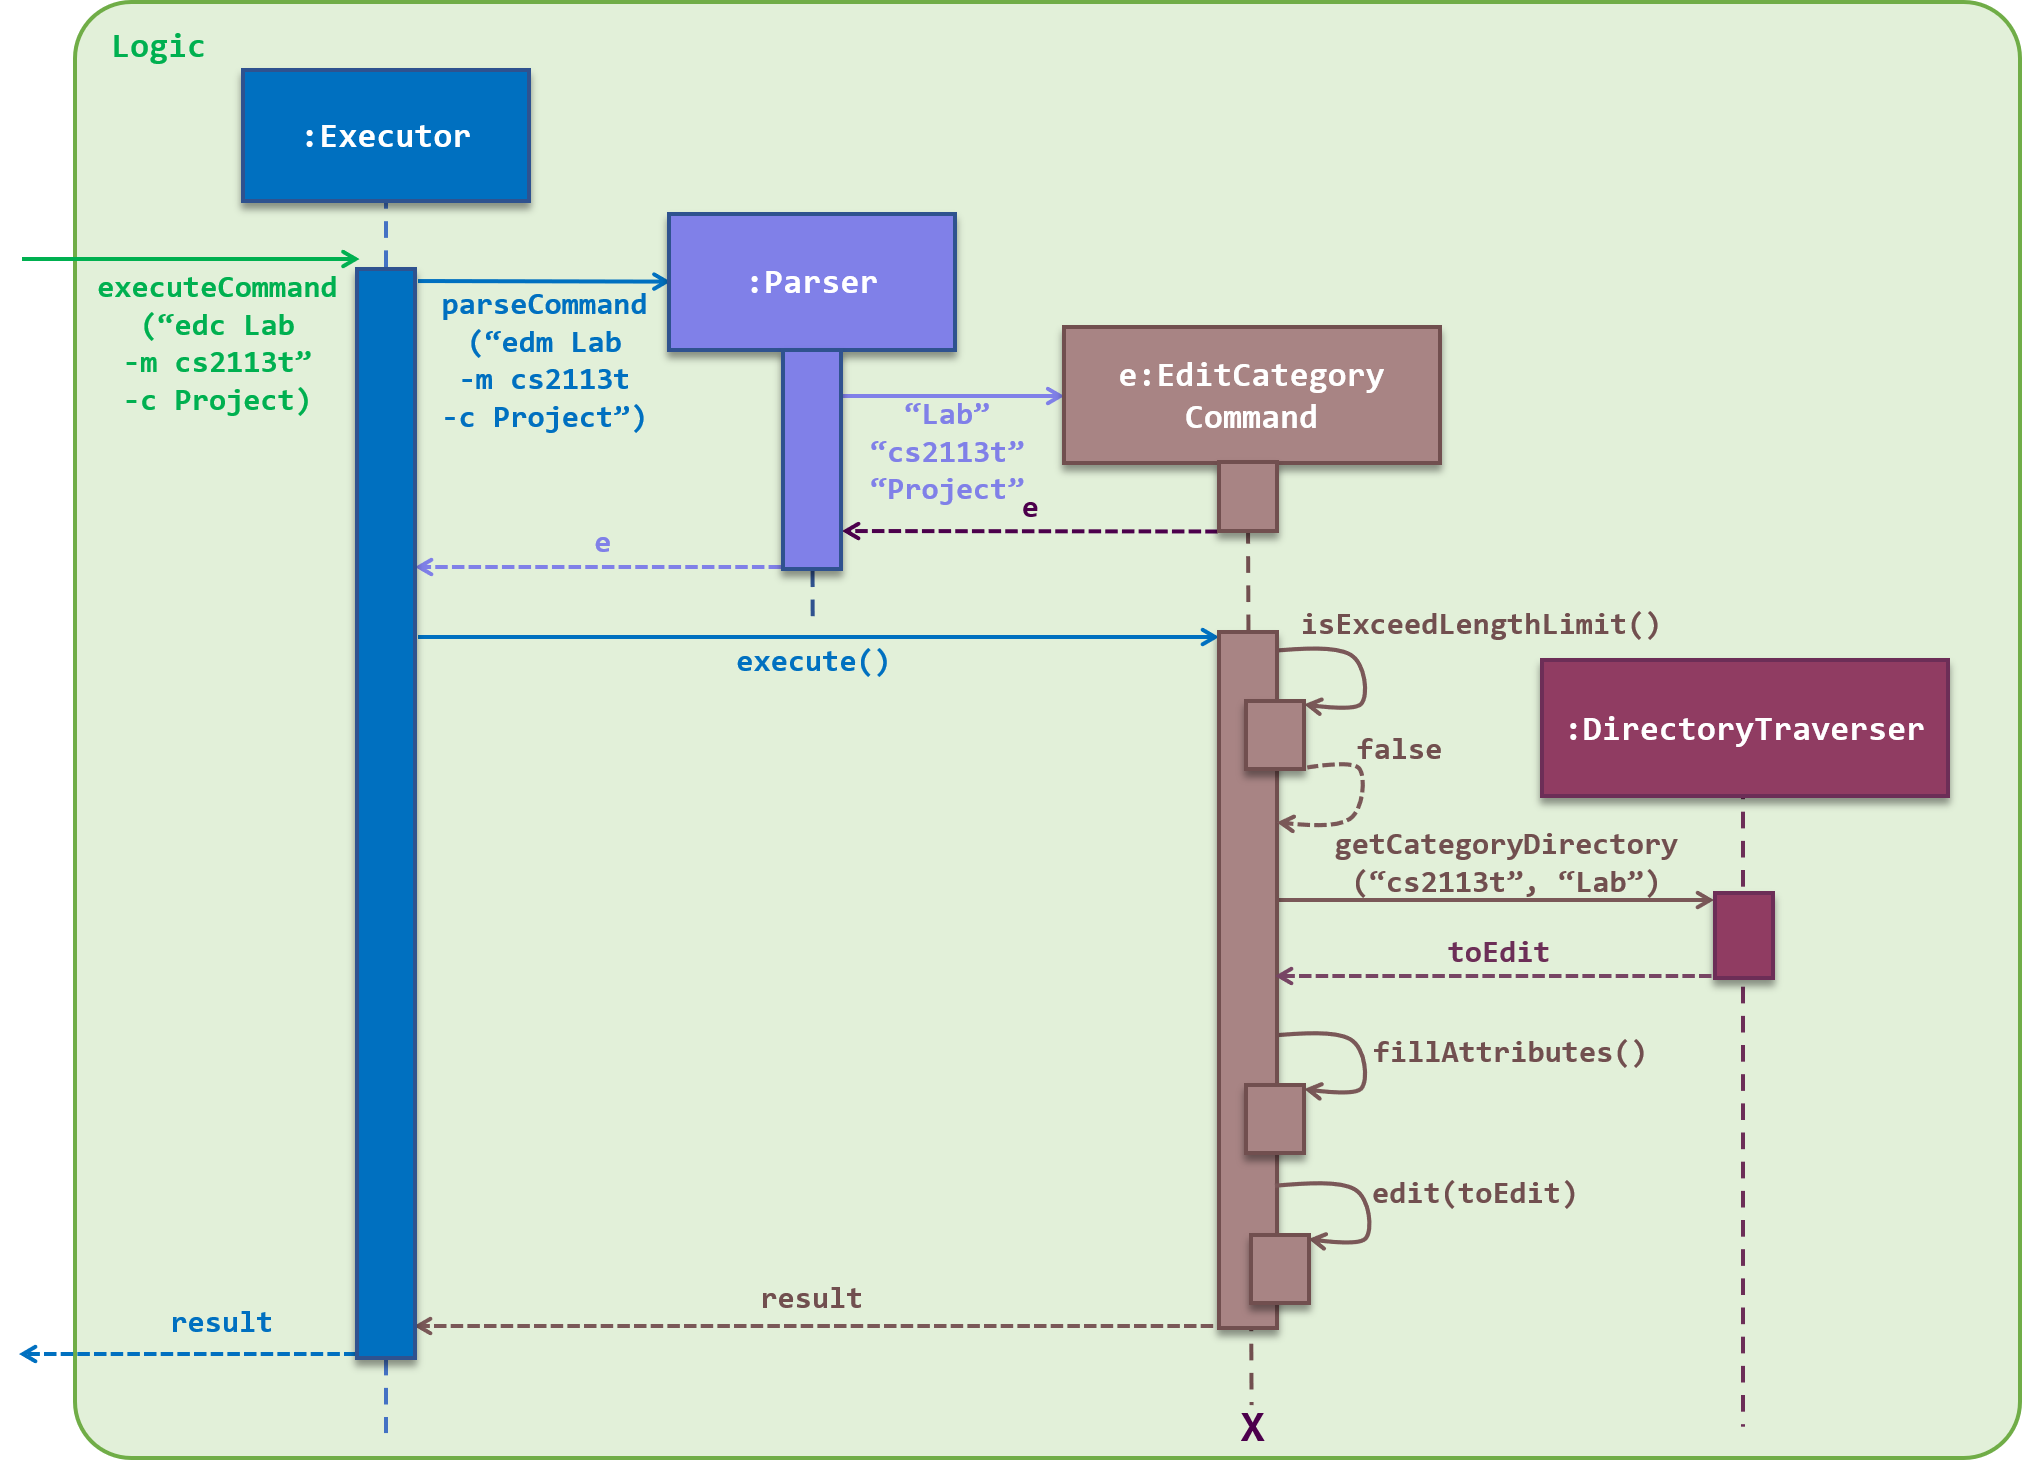 Logic
:Executor
executeCommand
(“edc Lab
-m cs2113t”
-c Project)
parseCommand
(“edm Lab
-m cs2113t
-c Project”)
:Parser
“Lab”
“cs2113t”
“Project”
e:EditCategory
Command
e
e
execute()
isExceedLengthLimit()
:DirectoryTraverser
false
getCategoryDirectory
(“cs2113t”, “Lab”)
toEdit
fillAttributes()
edit(toEdit)
result
result
X